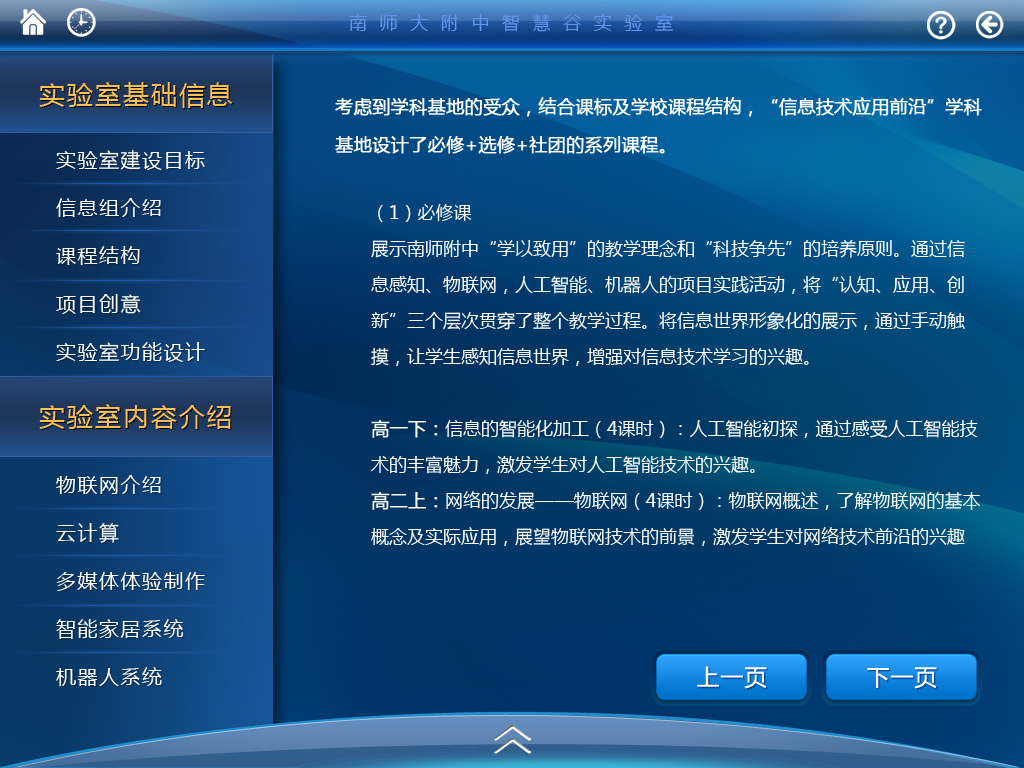 南师大附中智慧谷实验室
实验室基础信息
实验室建设目标
信息组介绍
课程结构
项目创意
实验室功能设计
实验室内容介绍
物联网介绍
云计算
多媒体体验制作
智能家居系统
机器人系统
考虑到学科基地的受众，结合课标及学校课程结构，“信息技术应用前沿”学科
基地设计了必修+选修+社团的系列课程。
（1）必修课
展示南师附中“学以致用”的教学理念和“科技争先”的培养原则。通过信
息感知、物联网，人工智能、机器人的项目实践活动，将“认知、应用、创
新”三个层次贯穿了整个教学过程。将信息世界形象化的展示，通过手动触
摸，让学生感知信息世界，增强对信息技术学习的兴趣。
高一下：信息的智能化加工（4课时）：人工智能初探，通过感受人工智能技
术的丰富魅力，激发学生对人工智能技术的兴趣。
高二上：网络的发展——物联网（4课时）：物联网概述，了解物联网的基本
概念及实际应用，展望物联网技术的前景，激发学生对网络技术前沿的兴趣
上一页
下一页